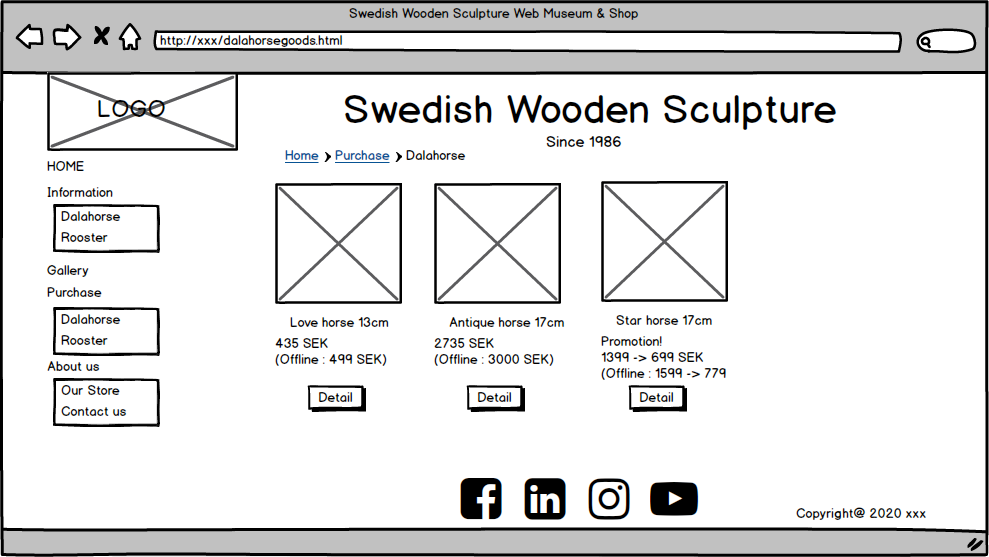 Swedish Wooden Sculpture Web Museum & Shop
http://xxx/dalahorsegoods.html
LOGO
Swedish Wooden Sculpture
Since 1986
Home > Purchase > Dalahorse
HOME
Information
Dalahorse
Rooster
Gallery
Purchase
Dalahorse
Rooster
About us
Our Store
Contact us
Love horse 13cm
435 SEK
(Offline : 499 SEK)
Detail
Antique horse 17cm
2735 SEK
(Offline : 3000 SEK)
Detail
Star horse 17cm
Promotion!
1399 -> 699 SEK
(Offline : 1599 -> 779
Detail
in
Copyright@ 2020 xxx